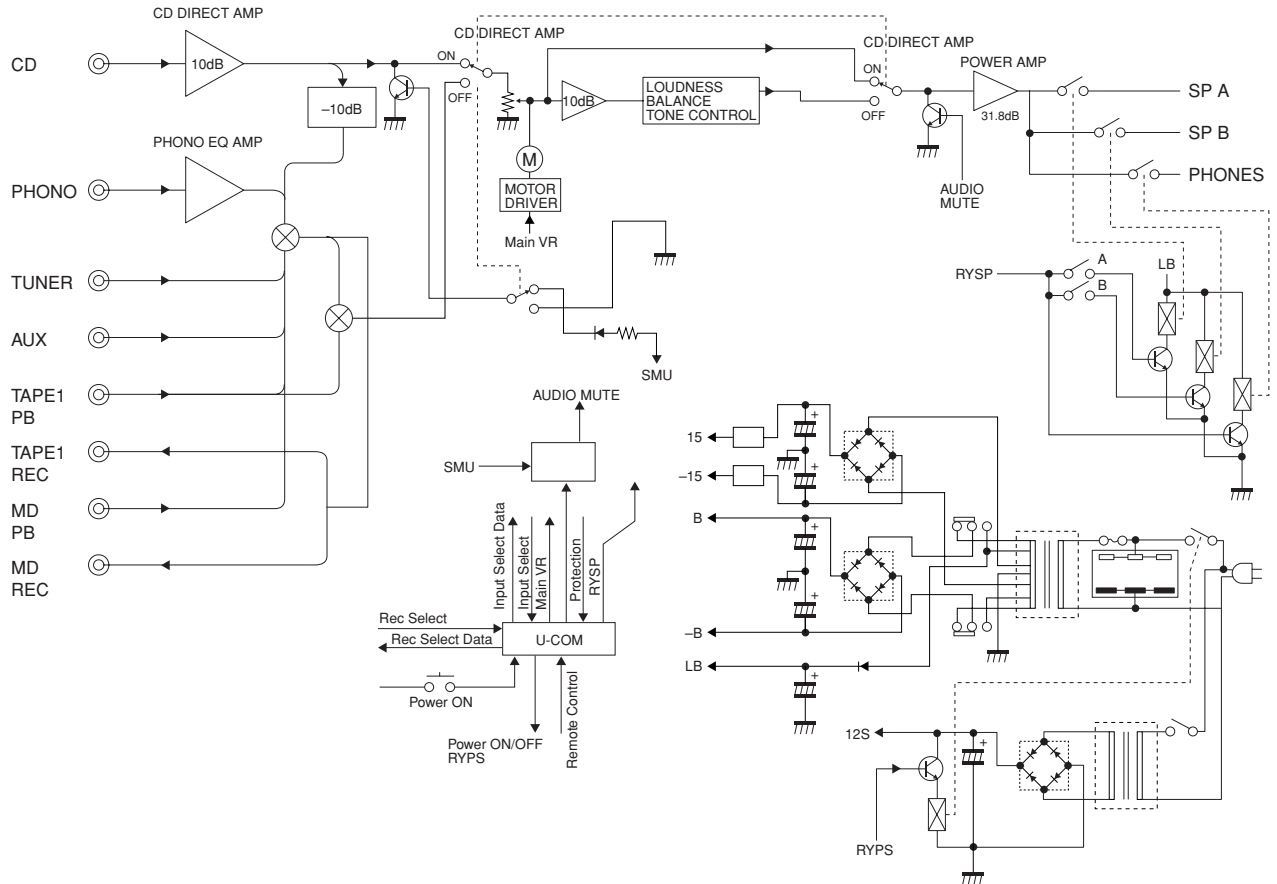 CD DIRECT AMP
CD
10dB
–10dB
CD DIRECT AMP
ON
OFF
10dB
LOUDNESS
BALANCE
TONE CONTROL
CD DIRECT AMP
ON
OFF
POWER AMP
31.8dB
SP A
SP B
PHONES
PHONO EQ AMP
PHONO
M
MOTOR
DRIVER
Main VR
AUDIO
MUTE
TUNER
AUX
TAPE1
PB
TAPE1
REC
MD
PB
MD
REC
SMU
RYSP
A
B
LB
AUDIO MUTE
SMU
Input Select Data
Input Select
Main VR
Protection
RYSP
Rec Select
Rec Select Data
U-COM
Power ON
Power ON/OFF
RYPS
Remote Control
15
+
–15
B
+
–B
LB
+
12S
+
RYPS